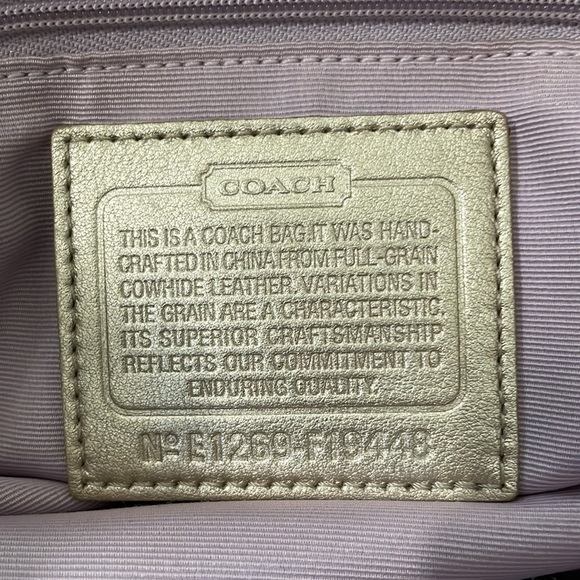 COACH
THIS IS A COACH BAG.IT WAS HAND-
CRAFTED IN CHINA.FROM FULL-GRAIN
COWHIDE LEATHER. VARIATIONS IN
THE GRAIN ARE A CHARACTERISTIC.
ITS SUPERIOR CRAFTSMANSHIP
REFLECTS OUR COMMITMENT TO
ENDURING QUALITY.
Nº E1269-F19448